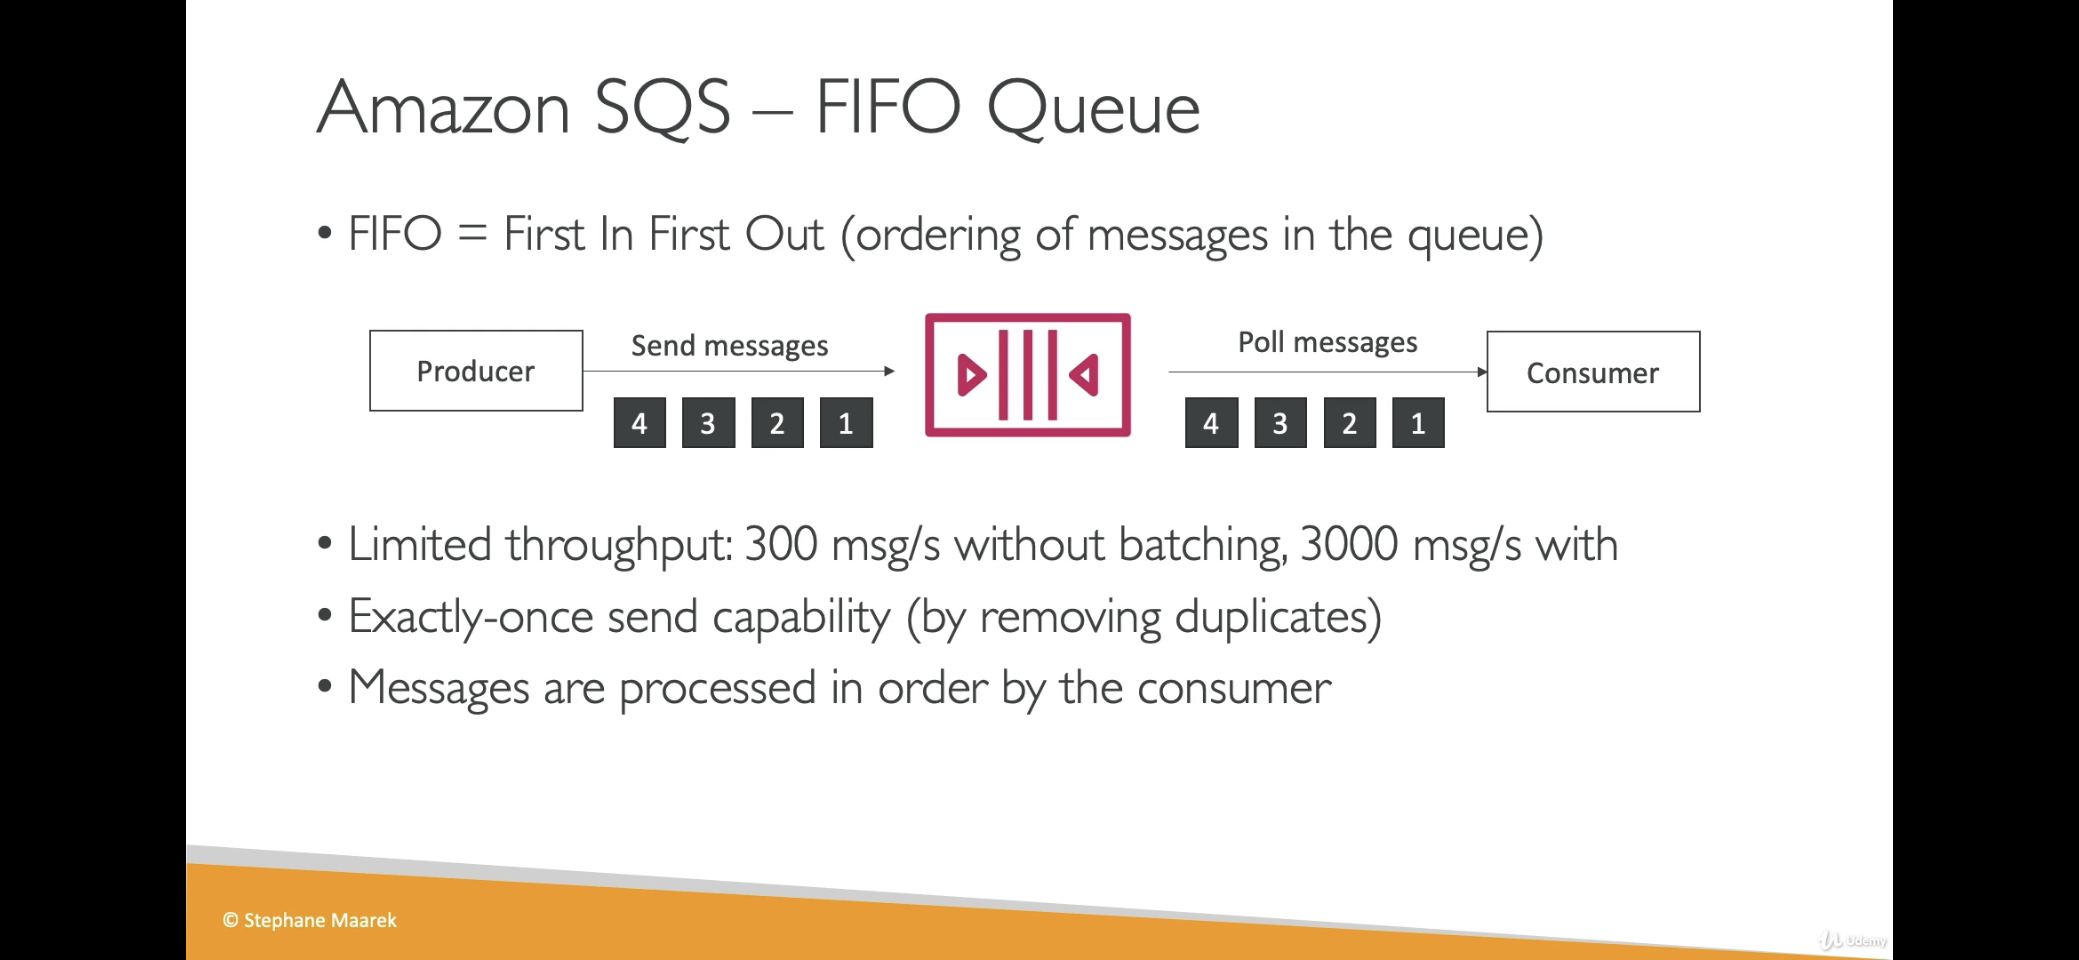 Amazon SQS – FIFO Queue
• FIFO = First In First Out (ordering of messages in the queue)
Producer
Send messages
4 3 2 1
Poll messages
4 3 2 1
Consumer
• Limited throughput: 300 msg/s without batching, 3000 msg/s with
• Exactly-once send capability (by removing duplicates)
• Messages are processed in order by the consumer
© Stephane Maarek
Udemy